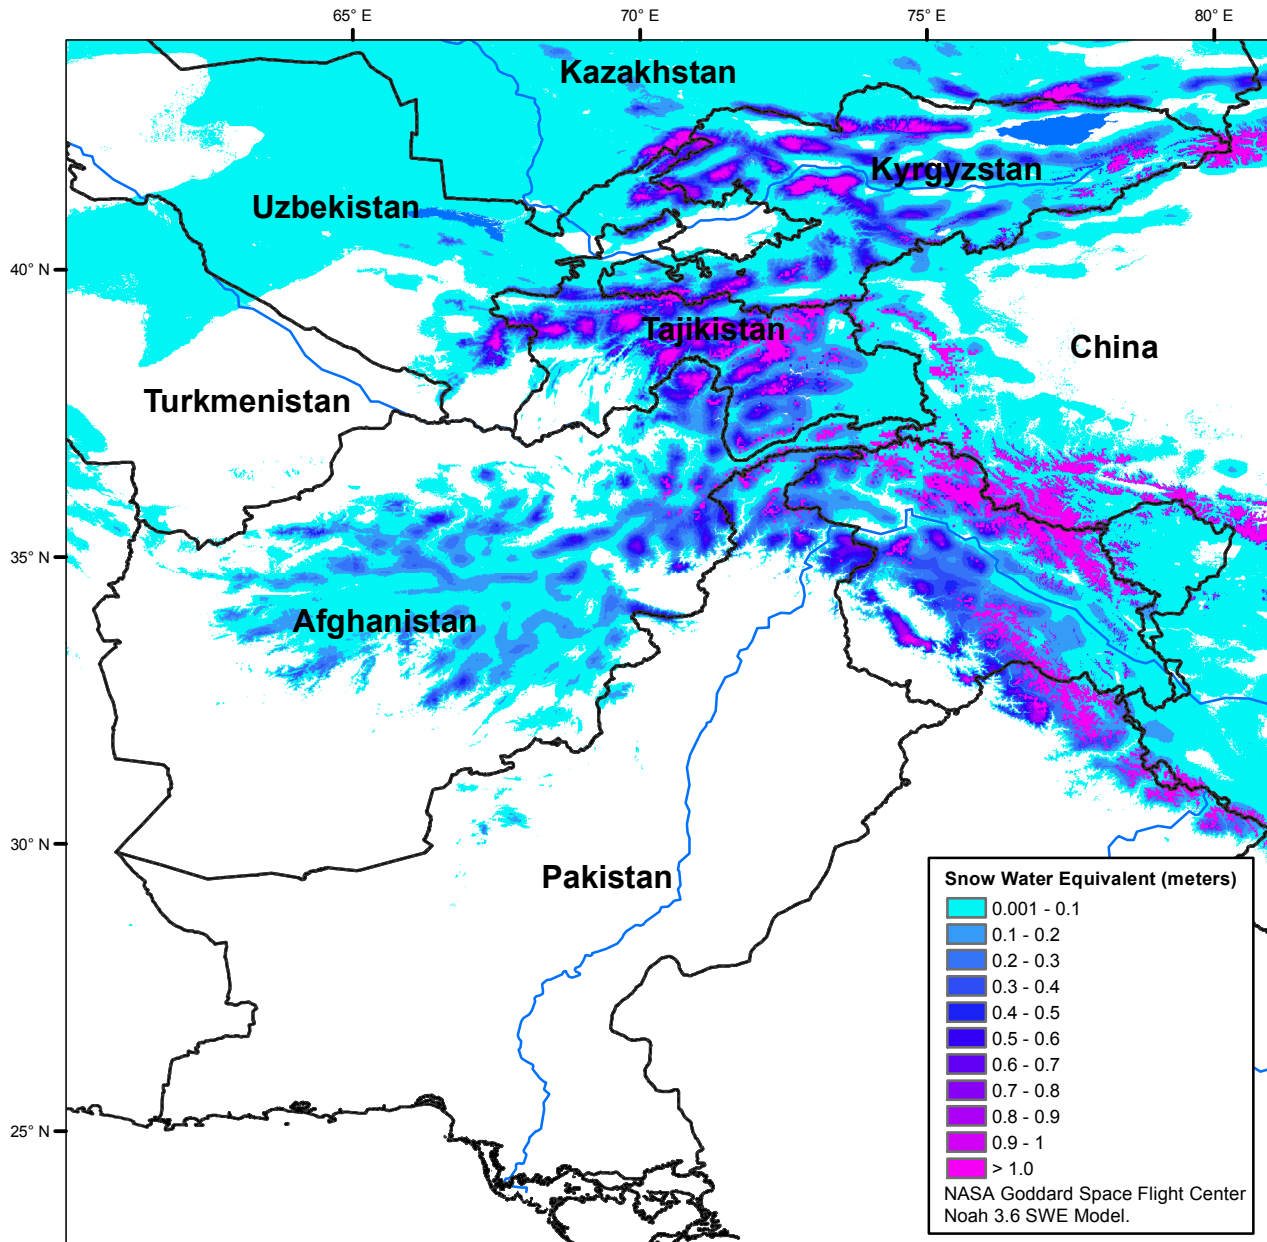 65° E
70° E
75° E
80° E
Kazakhstan
Kyrgyzstan
Uzbekistan
40° N
Tajikistan
China
Turkmenistan
35° N
Afghanistan
30° N
Pakistan
25° N
Snow Water Equivalent (meters)
0.001 - 0.1
0.1 - 0.2
0.2 - 0.3
0.3 - 0.4
0.4 - 0.5
0.5 - 0.6
0.6 - 0.7
0.7 - 0.8
0.8 - 0.9
0.9 - 1
> 1.0
NASA Goddard Space Flight Center
Noah 3.6 SWE Model.